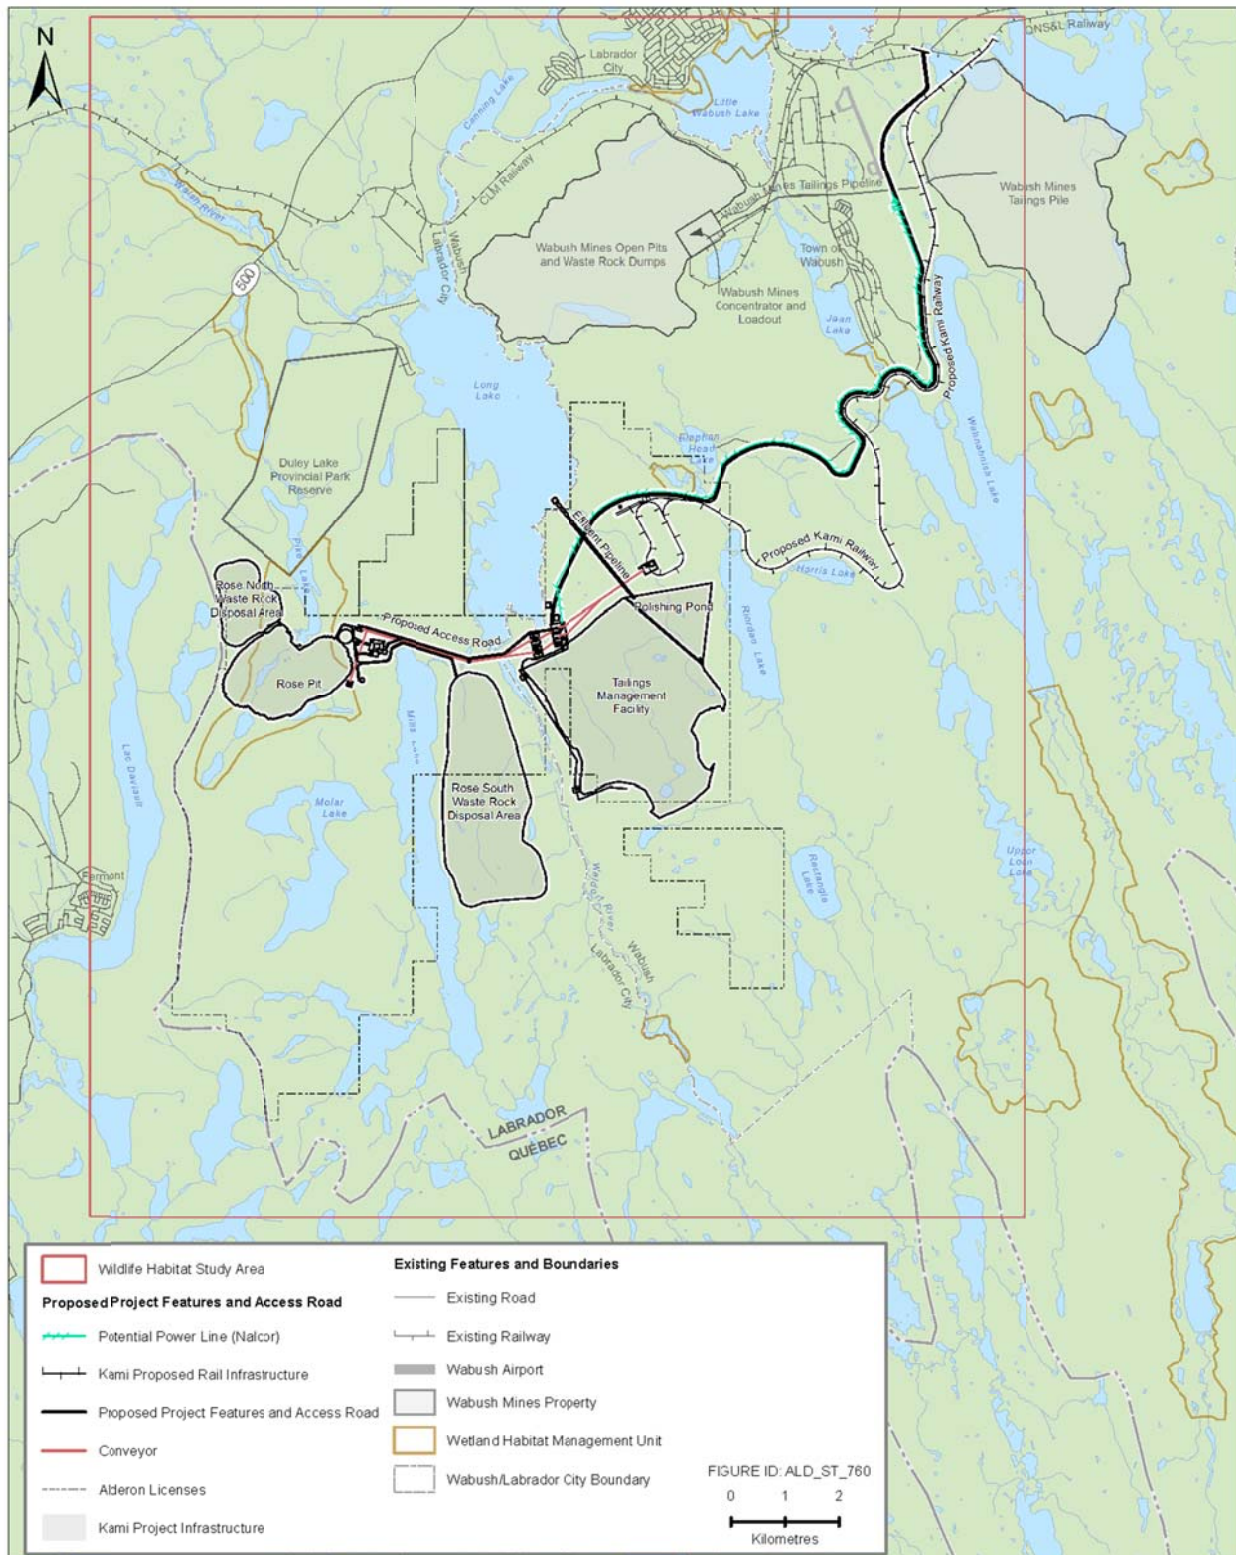 N
QNS&L Railway
Labrador
City
Canning Lake
Little
Wabush Lake
CLM Railway
Walsh River
Wabush Mines Tailings Pipeline
Wabush Mines
Tailings Pile
Wabush
Labrador City
Wabush Mines Open Pits
and Waste Rock Dumps
Town of
Wabush
500
Wabush Mines
Concentrator and
Loadout
Jean
Lake
Proposed Kami Railway
Long
Lake
Wahnahnish Lake
Elephant
Head
Lake
Duley Lake
Provincial Park
Reserve
Effluent Pipeline
Pike Lake
Proposed Kami Railway
Harris Lake
Rose North
Waste Rock
Disposal Area
Polishing Pond
Riordan Lake
Proposed Access Road
Rose Pit
Tailings
Management
Facility
Mills Lake
Lac Daviault
Rose South
Waste Rock
Disposal Area
Molar
Lake
Upper
Loon
Lake
Rectangle
Lake
Fermont
Waldorf
River
Wabush
Labrador City
LABRADOR
QUÉBEC
Wildlife Habitat Study Area
Proposed Project Features and Access Road
Potential Power Line (Nalcor)
Kami Proposed Rail Infrastructure
Proposed Project Features and Access Road
Conveyor
Alderon Licenses
Kami Project Infrastructure
Existing Features and Boundaries
Existing Road
Existing Railway
Wabush Airport
Wabush Mines Property
Wetland Habitat Management Unit
Wabush/Labrador City Boundary
FIGURE ID: ALD_ST_760
0 1 2
Kilometres